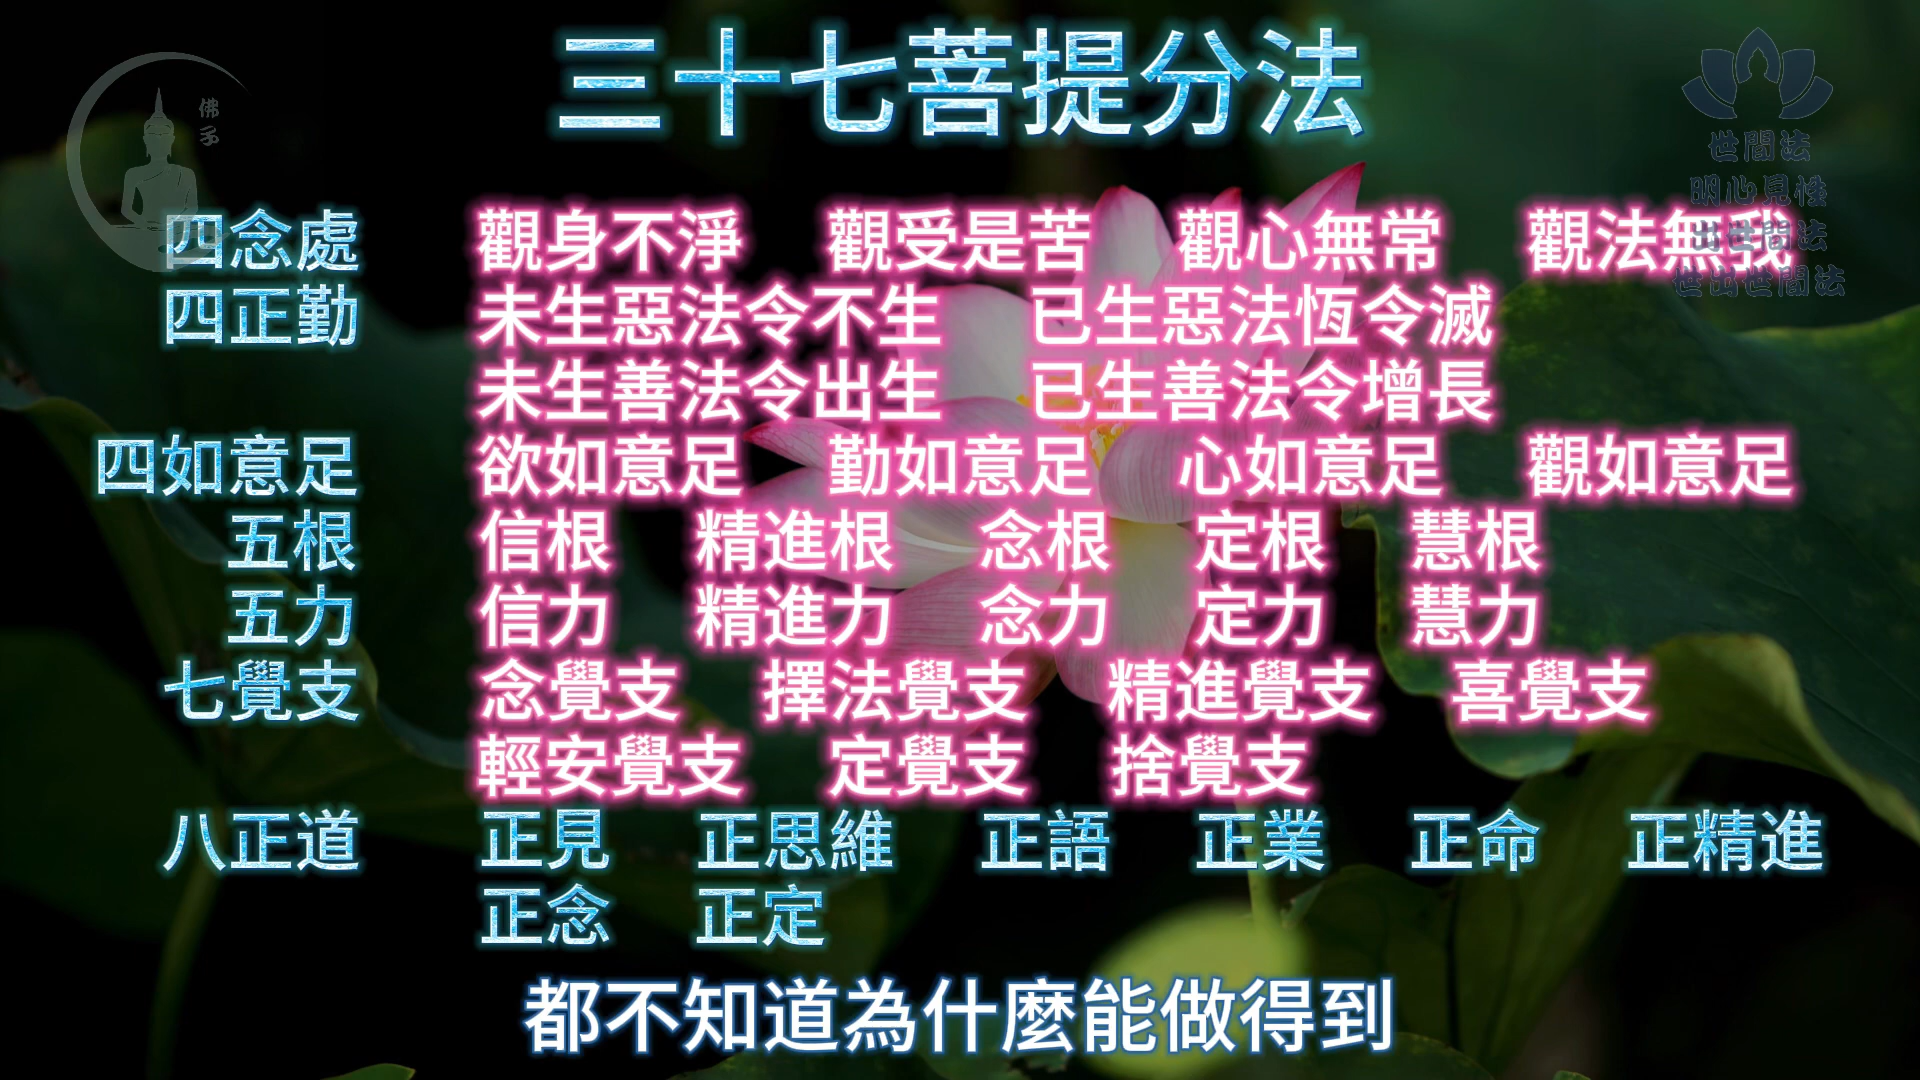 三十七菩提分法
佛子
世間法
明心見性
出世間法
世出世間法
四念處 觀身不淨 觀受是苦 觀心無常 觀法無我
四正勤 未生惡法令不生 已生惡法恆令滅
未生善法令出生 已生善法令增長
四如意足 欲如意足 勤如意足 心如意足 觀如意足
五根 信根 精進根 念根 定根 慧根
五力 信力 精進力 念力 定力 慧力
七覺支 念覺支 擇法覺支 精進覺支 喜覺支
輕安覺支 定覺支 捨覺支
八正道 正見 正思維 正語 正業 正命 正精進
正念 正定
都不知道為什麼能做得到